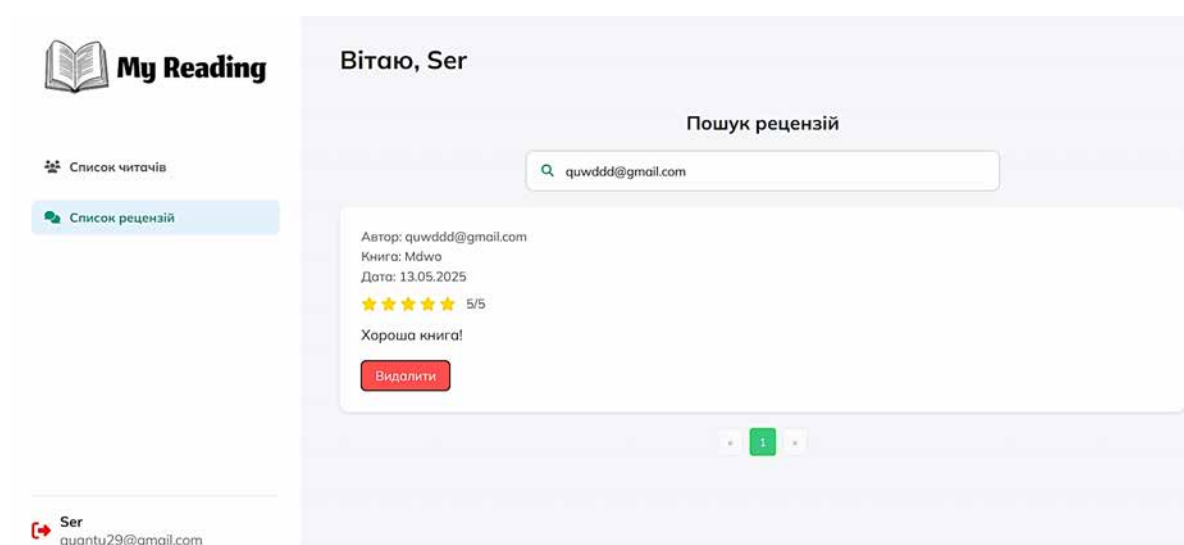 My Reading
Список читачів
Список рецензій
Ser
quantu29@gmail.com
Вітаю, Ser
Пошук рецензій
quwddd@gmail.com
Автор: quwddd@gmail.com
Книга: Mdwo
Дата: 13.05.2025
5/5
Хороша книга!
Видалити
« 1 »